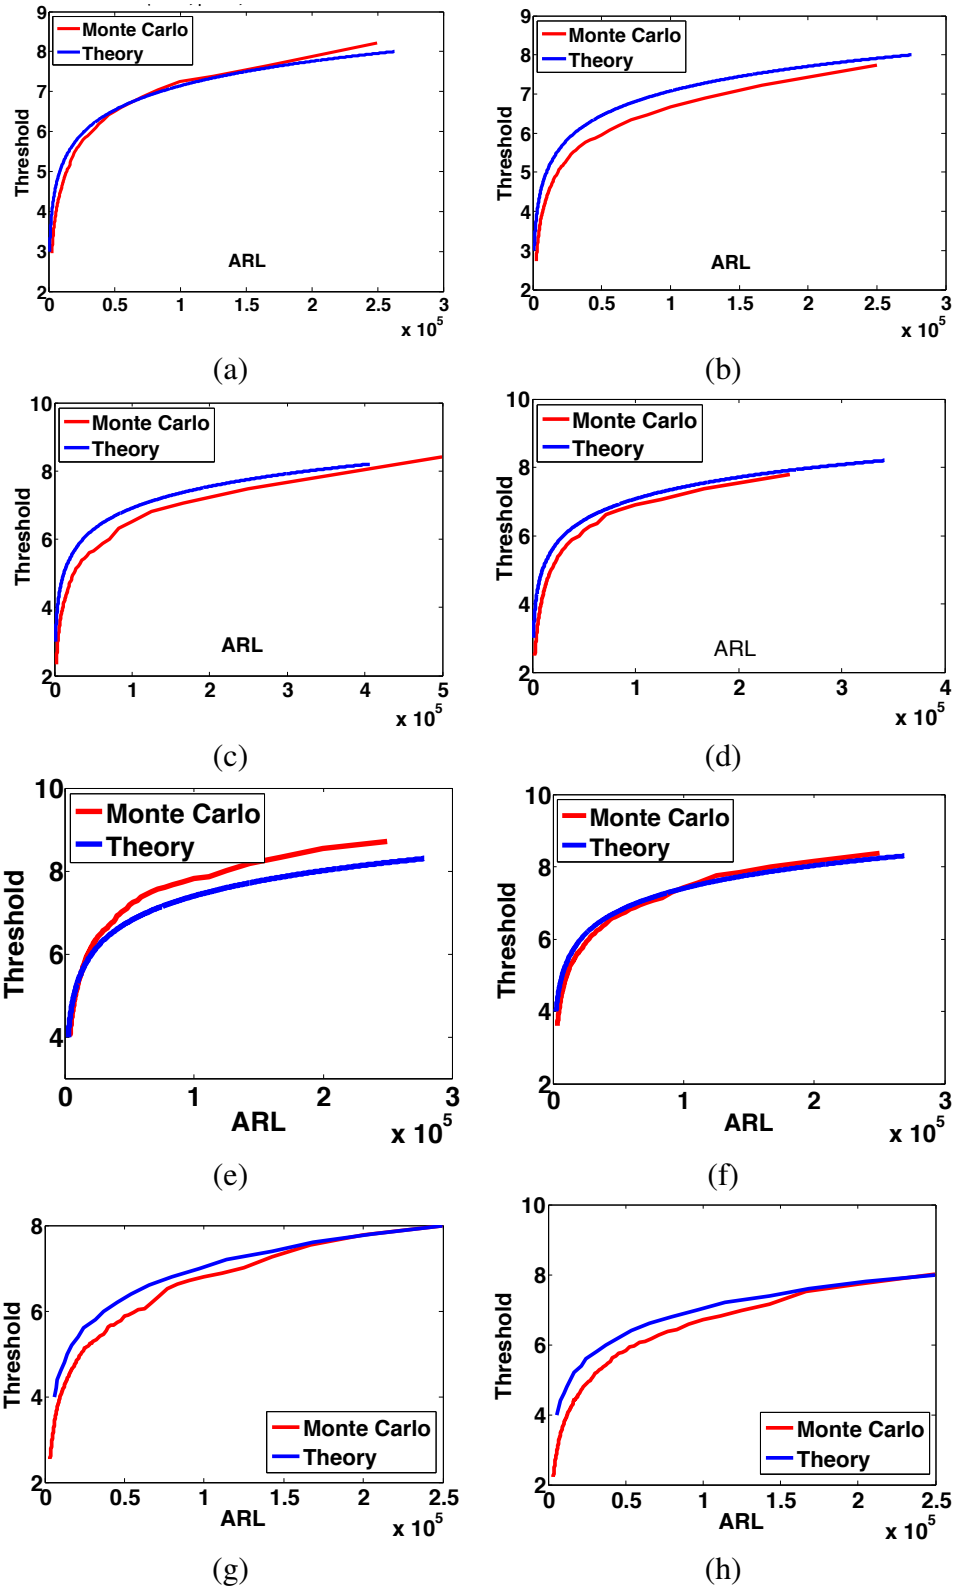 9
8
7
6
5
4
3
2
Threshold
Monte Carlo
Theory
ARL
0 0.5 1 1.5 2 2.5 3
x 10^5
(a)
9
8
7
6
5
4
3
2
Threshold
Monte Carlo
Theory
ARL
0 0.5 1 1.5 2 2.5 3
x 10^5
(b)
10
8
6
4
2
Threshold
Monte Carlo
Theory
ARL
0 1 2 3 4 5
x 10^5
(c)
10
8
6
4
2
Threshold
Monte Carlo
Theory
ARL
0 1 2 3 4
x 10^5
(d)
10
8
6
4
Threshold
Monte Carlo
Theory
0 1 2 3
ARL
x 10^5
(e)
10
8
6
4
2
Threshold
Monte Carlo
Theory
0 1 2 3
ARL
x 10^5
(f)
8
6
4
2
Threshold
Monte Carlo
Theory
0 0.5 1 1.5 2 2.5
ARL
x 10^5
(g)
10
8
6
4
2
Threshold
Monte Carlo
Theory
0 0.5 1 1.5 2 2.5
ARL
x 10^5
(h)